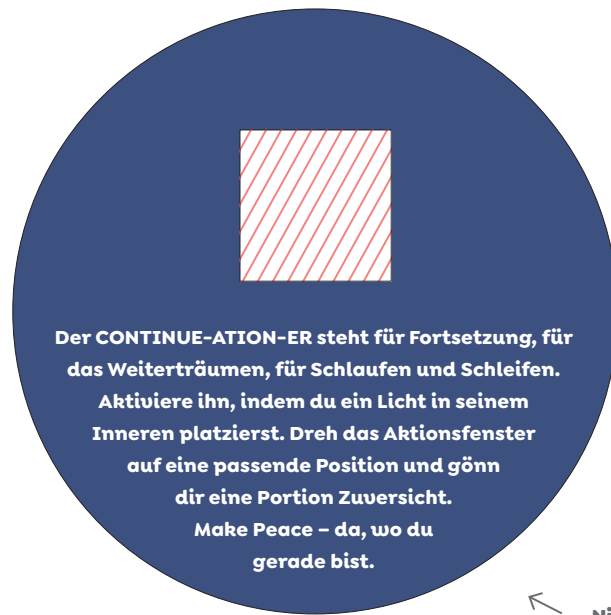 Der CONTINUE-ATION-ER steht für Fortsetzung, für
das Weiterträumen, für Schlaufen und Schleifen.
Aktiviere ihn, indem du ein Licht in seinem
Inneren platzierst. Dreh das Aktionsfenster
auf eine passende Position und gönn
dir eine Portion Zuversicht.
Make Peace – da, wo du
gerade bist.